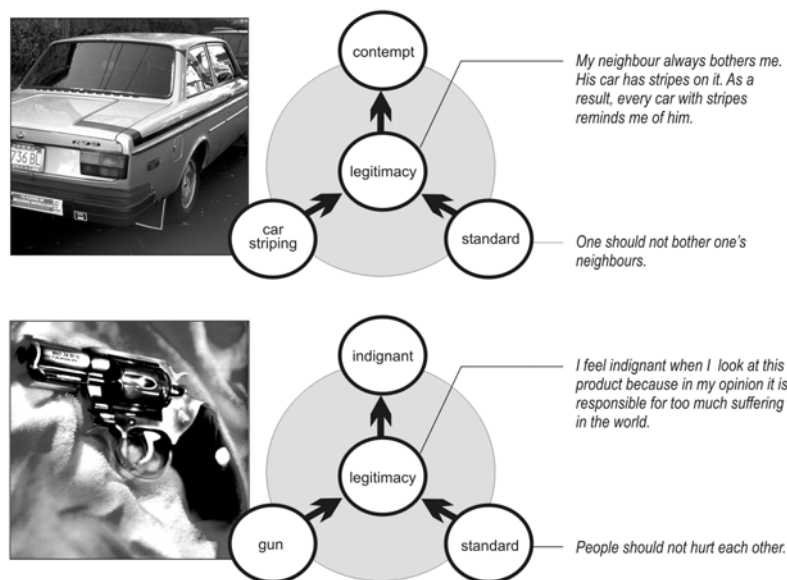 contempt
My neighbour always bothers me.
His car has stripes on it. As a
result, every car with stripes
reminds me of him.
legitimacy
736 BL
car
striping
standard
One should not bother one's
neighbours.
indignant
I feel indignant when I look at this
product because in my opinion it is
responsible for too much suffering
in the world.
legitimacy
gun
standard
People should not hurt each other.